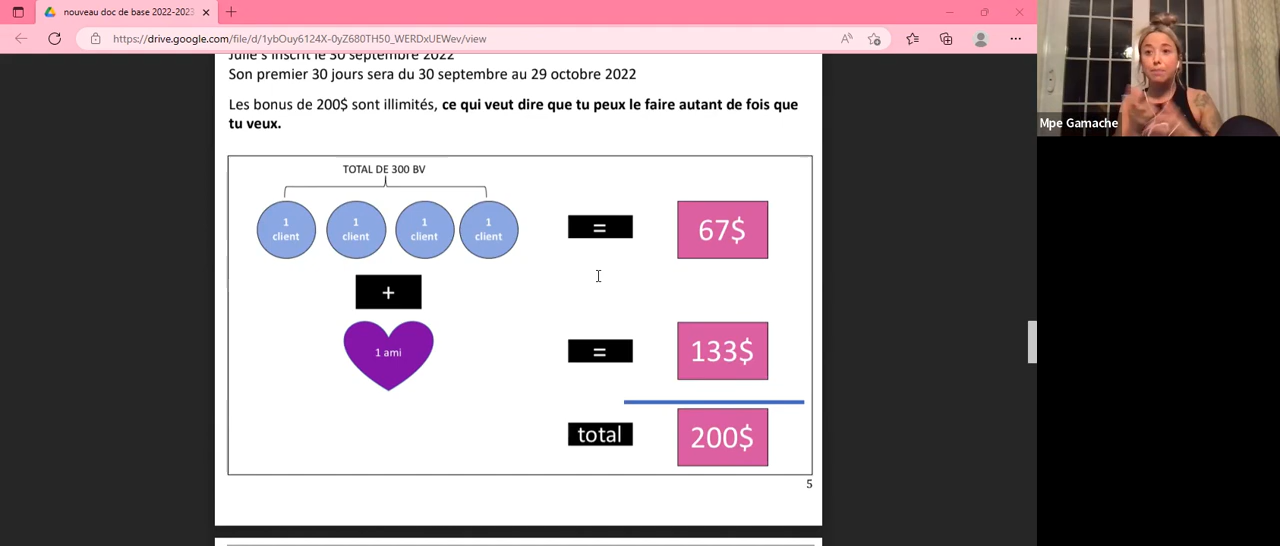 nouveau doc de base 2022-2023
https://drive.google.com/file/d/1ybOuy6124X-0yZ680TH50_WERDxUEWev/view
Julie s'inscrit le 30 septembre 2022
Son premier 30 jours sera du 30 septembre au 29 octobre 2022
Les bonus de 200$ sont illimités, ce qui veut dire que tu peux le faire autant de fois que
tu veux.
TOTAL DE 300 BV
1
client
1
client
1
client
1
client
=
67$
+
1 ami
=
133$
total
200$
5
Mpe Gamache